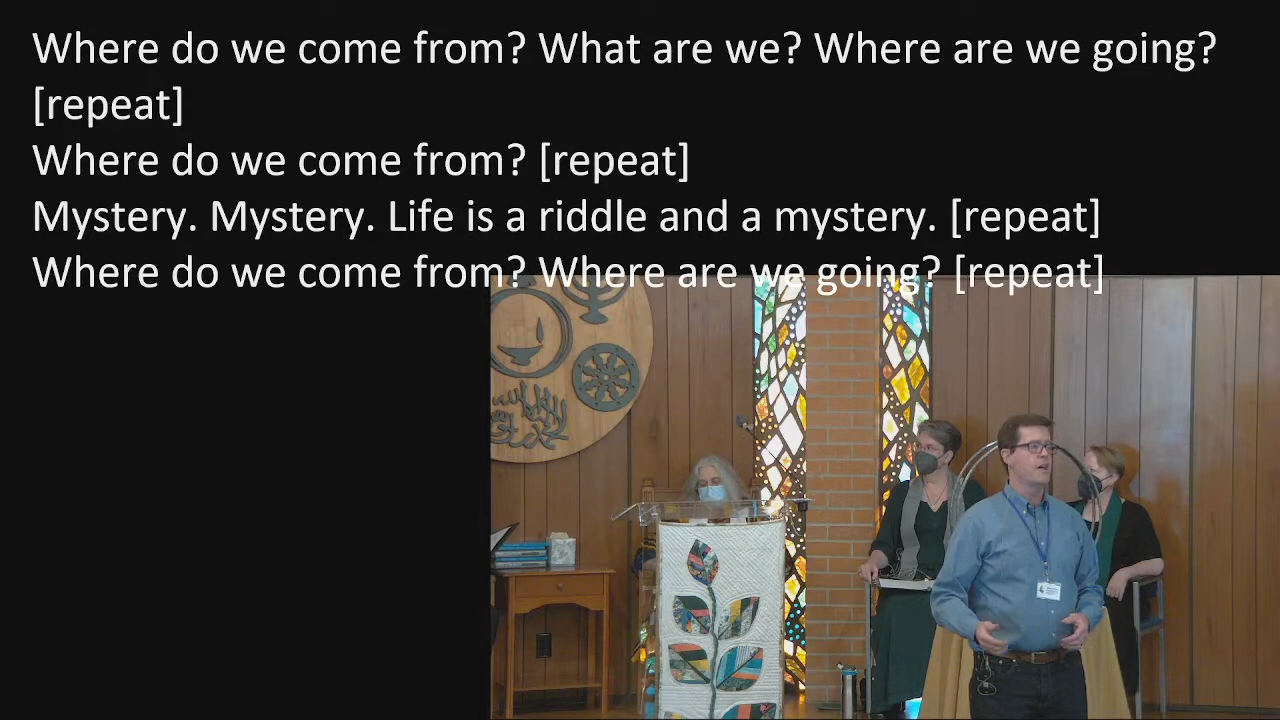 Where do we come from? What are we? Where are we going?
[repeat]
Where do we come from? [repeat]
Mystery. Mystery. Life is a riddle and a mystery. [repeat]
Where do we come from? Where are we going? [repeat]